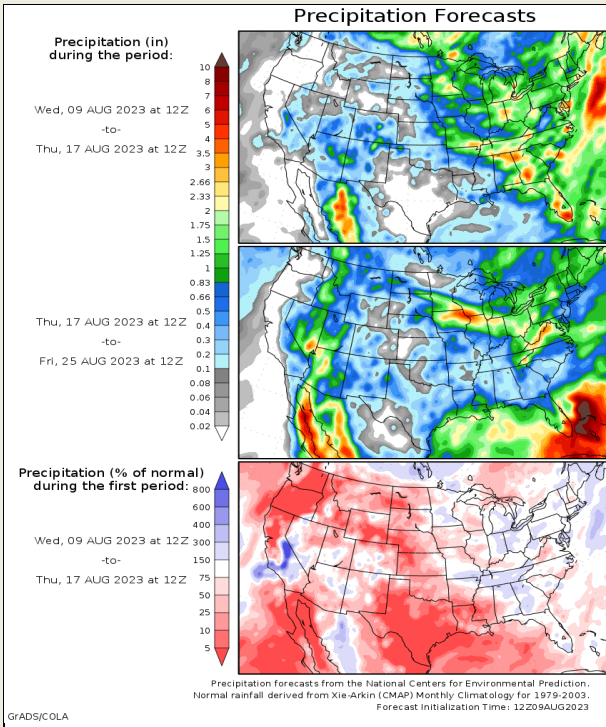 Precipitation Forecasts
Precipitation (in)
during the period:
Wed, 09 AUG 2023 at 12Z
-to-
Thu, 17 AUG 2023 at 12Z
10
8
7
6
5
4
3.5
3
2.66
2.33
2
1.75
1.5
1.25
1
0.83
0.66
0.5
0.4
0.3
0.2
0.1
0.08
0.06
0.04
0.02
Thu, 17 AUG 2023 at 12Z
-to-
Fri, 25 AUG 2023 at 12Z
Precipitation (% of normal)
during the first period:
Wed, 09 AUG 2023 at 12Z
-to-
Thu, 17 AUG 2023 at 12Z
800
600
400
300
150
75
50
25
10
5
Precipitation forecasts from the National Centers for Environmental Prediction.
Normal rainfall derived from Xie-Arkin (CMAP) Monthly Climatology for 1979-2003.
Forecast Initialization Time: 12Z09AUG2023
GrADS/COLA